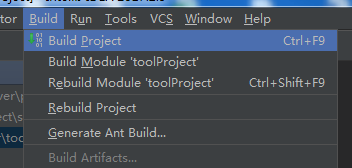 Build Run Tools VCS Window Help
Build Project Ctrl+F9
Build Module 'toolProject'
Rebuild Module 'toolProject' Ctrl+Shift+F9
Rebuild Project
Generate Ant Build...
Build Artifacts...